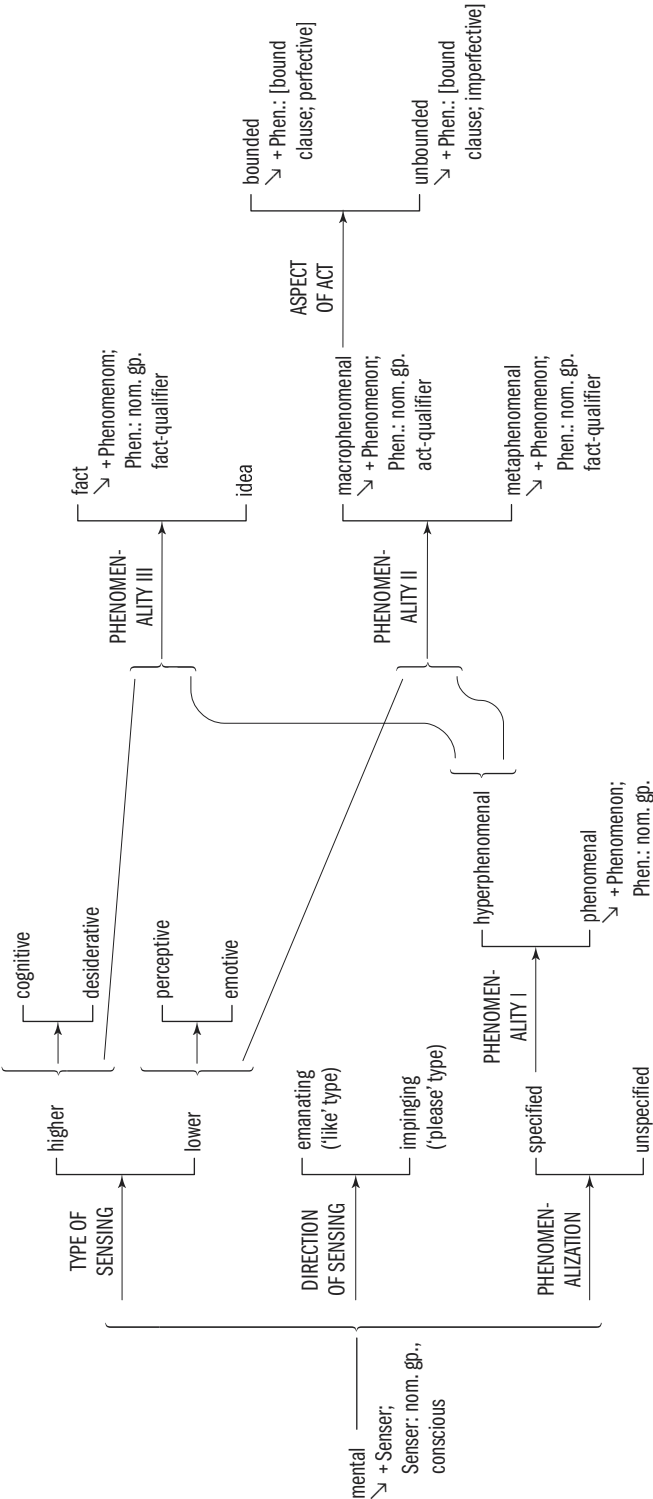 mental
↘ + Senser;
Senser: nom. gp.,
conscious
TYPE OF
SENSING
higher
lower
cognitive
desiderative
perceptive
emotive
DIRECTION
OF SENSING
emanating
(‘like’ type)
impinging
(‘please’ type)
PHENOMEN-
ALIZATION
specified
unspecified
PHENOMEN-
ALITY I
hyperphenomenal
phenomenal
↘ + Phenomenon;
Phen.: nom. gp.
PHENOMEN-
ALITY III
fact
↘ + Phenomenom;
Phen.: nom. gp.
fact-qualifier
idea
PHENOMEN-
ALITY II
macrophenomenal
↘ + Phenomenon;
Phen.: nom. gp.
act-qualifier
metaphenomenal
↘ + Phenomenon;
Phen.: nom. gp.
fact-qualifier
ASPECT
OF ACT
bounded
↘ + Phen.: [bound
clause; perfective]
unbounded
↘ + Phen.: [bound
clause; imperfective]